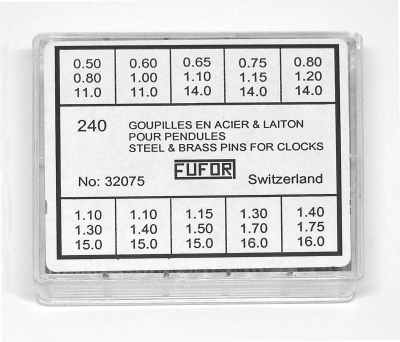 0.50 0.60 0.65 0.75 0.80
0.80 1.00 1.10 1.15 1.20
11.0 11.0 14.0 14.0 14.0
240 GOUPILLES EN ACIER & LAITON
POUR PENDULES
STEEL & BRASS PINS FOR CLOCKS
No: 32075 EUFOR Switzerland
1.10 1.10 1.15 1.30 1.40
1.30 1.40 1.50 1.70 1.75
15.0 15.0 15.0 16.0 16.0